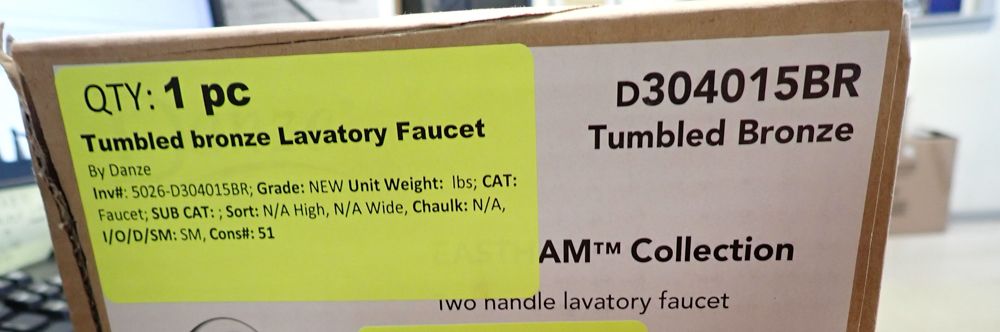 QTY: 1 pc
Tumbled bronze Lavatory Faucet
By Danze
Inv#: 5026-D304015BR; Grade: NEW Unit Weight: lbs; CAT:
Faucet; SUB CAT: ; Sort: N/A High, N/A Wide, Chaulk: N/A,
I/O/D/SM: SM, Cons#: 51
D304015BR
Tumbled Bronze
EASTHAM™ Collection
Two handle lavatory faucet